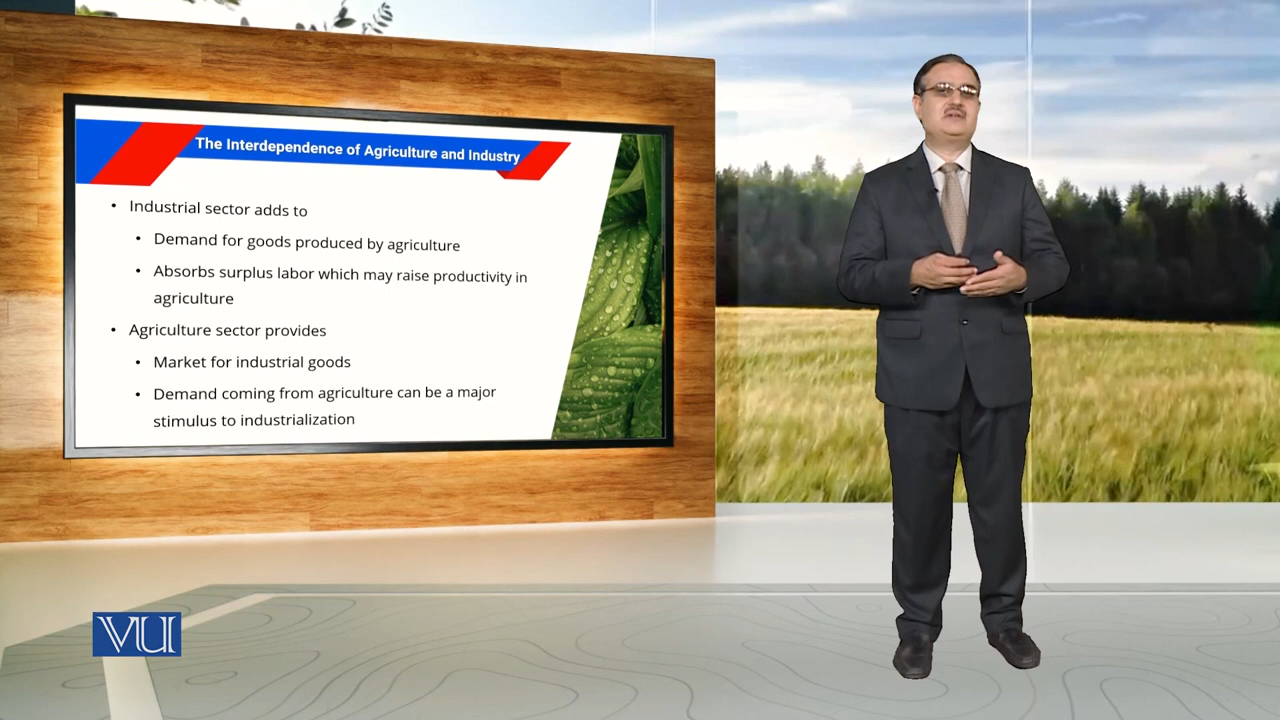 The Interdependence of Agriculture and Industry
• Industrial sector adds to
• Demand for goods produced by agriculture
• Absorbs surplus labor which may raise productivity in
agriculture
• Agriculture sector provides
• Market for industrial goods
• Demand coming from agriculture can be a major
stimulus to industrialization
VU